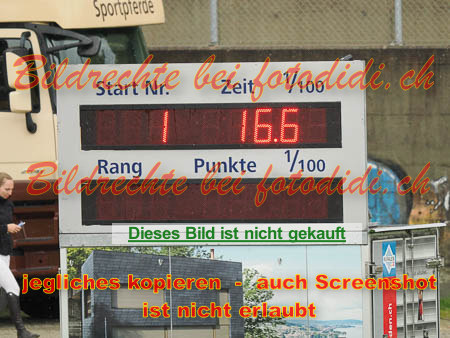 Sportpferde
Bildrechte bei fotodidi.ch
Start Nr. Zeit 1/100
1 16.6
Rang Punkte 1/100
Bildrechte bei fotodidi.ch
Dieses Bild ist nicht gekauft
jegliches kopieren - auch Screenshot
ist nicht erlaubt